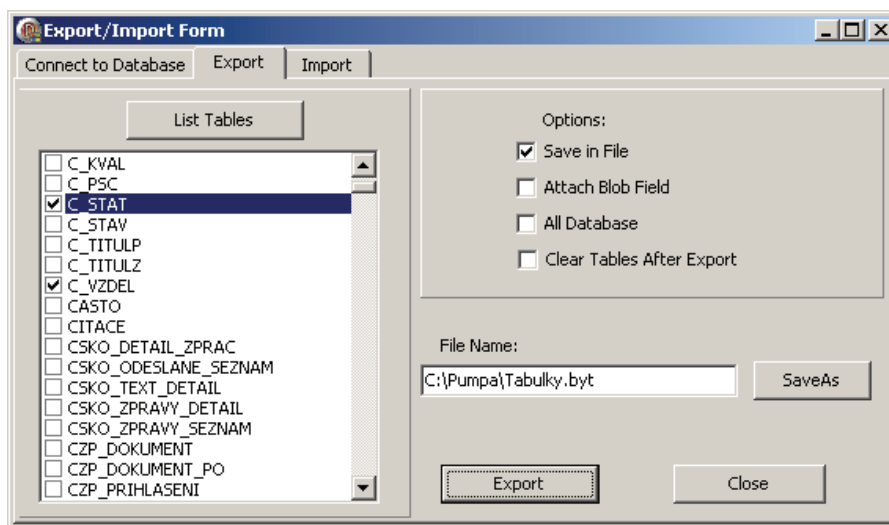 Export/Import Form
Connect to Database Export Import
List Tables
C_KVAL
C_PSC
C_STAT
C_STAV
C_TITULP
C_TITULZ
C_VZDEL
CASTO
CITACE
CSKO_DETAIL_ZPRAC
CSKO_ODESLANE_SEZNAM
CSKO_TEXT_DETAIL
CSKO_ZPRAVY_DETAIL
CSKO_ZPRAVY_SEZNAM
CZP_DOKUMENT
CZP_DOKUMENT_PO
CZP_PRIHLASENI
Options:
Save in File
Attach Blob Field
All Database
Clear Tables After Export
File Name:
C:\Pumpa\Tabulky.byt SaveAs
Export Close